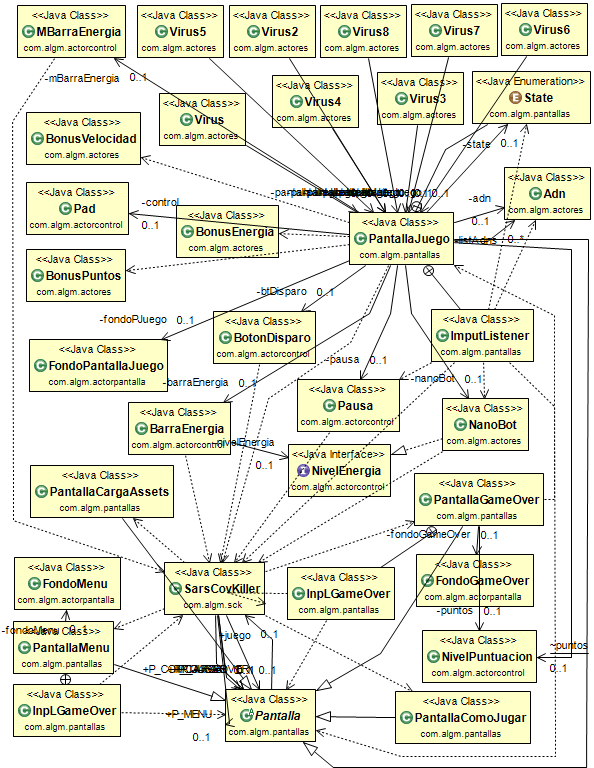 <<Java Class>>
MBarraEnergia
com.algm.actorcontrol
<<Java Class>>
Virus5
com.algm.actores
<<Java Class>>
Virus2
com.algm.actores
<<Java Class>>
Virus8
com.algm.actores
<<Java Class>>
Virus7
com.algm.actores
<<Java Class>>
Virus6
com.algm.actores
-mBarraEnergia
0..1
<<Java Class>>
Virus
com.algm.actores
<<Java Class>>
Virus4
com.algm.actores
<<Java Class>>
Virus3
com.algm.actores
<<Java Enumeration>>
State
com.algm.pantallas
<<Java Class>>
BonusVelocidad
com.algm.actores
-state
0..1
<<Java Class>>
Adn
com.algm.actores
<<Java Class>>
Pad
com.algm.actorcontrol
-control
0..1
-adn
0..1
0..*
<<Java Class>>
BonusEnergia
com.algm.actores
<<Java Class>>
PantallaJuego
com.algm.pantallas
<<Java Class>>
BonusPuntos
com.algm.actores
-btDisparo
0..1
-fondoPJuego
0..1
<<Java Class>>
BotonDisparo
com.algm.actorcontrol
<<Java Class>>
ImputListener
com.algm.pantallas
<<Java Class>>
FondoPantallaJuego
com.algm.actorpantalla
-pausa
0..1
-barraEnergia
0..1
-nanoBot
0..1
<<Java Class>>
Pausa
com.algm.actorcontrol
<<Java Class>>
BarraEnergia
com.algm.actorcontrol
<<Java Class>>
NanoBot
com.algm.actores
-nivelEnergia
0..1
<<Java Interface>>
NivelEnergia
com.algm.actorcontrol
<<Java Class>>
PantallaCargaAssets
com.algm.pantallas
<<Java Class>>
PantallaGameOver
com.algm.pantallas
-fondoGameOver
0..1
<<Java Class>>
FondoMenu
com.algm.actorpantalla
<<Java Class>>
SarsCovKiller
com.algm.sck
<<Java Class>>
InpLGameOver
com.algm.pantallas
<<Java Class>>
FondoGameOver
com.algm.actorpantalla
-puntos
0..1
-fondoMenu
0..1
<<Java Class>>
PantallaMenu
com.algm.pantallas
~juego
0..1
<<Java Class>>
NivelPuntuacion
com.algm.actorcontrol
~puntos
0..1
<<Java Class>>
InpLGameOver
com.algm.pantallas
+P_MENU
0..1
<<Java Class>>
Pantalla
com.algm.pantallas
<<Java Class>>
PantallaComoJugar
com.algm.pantallas